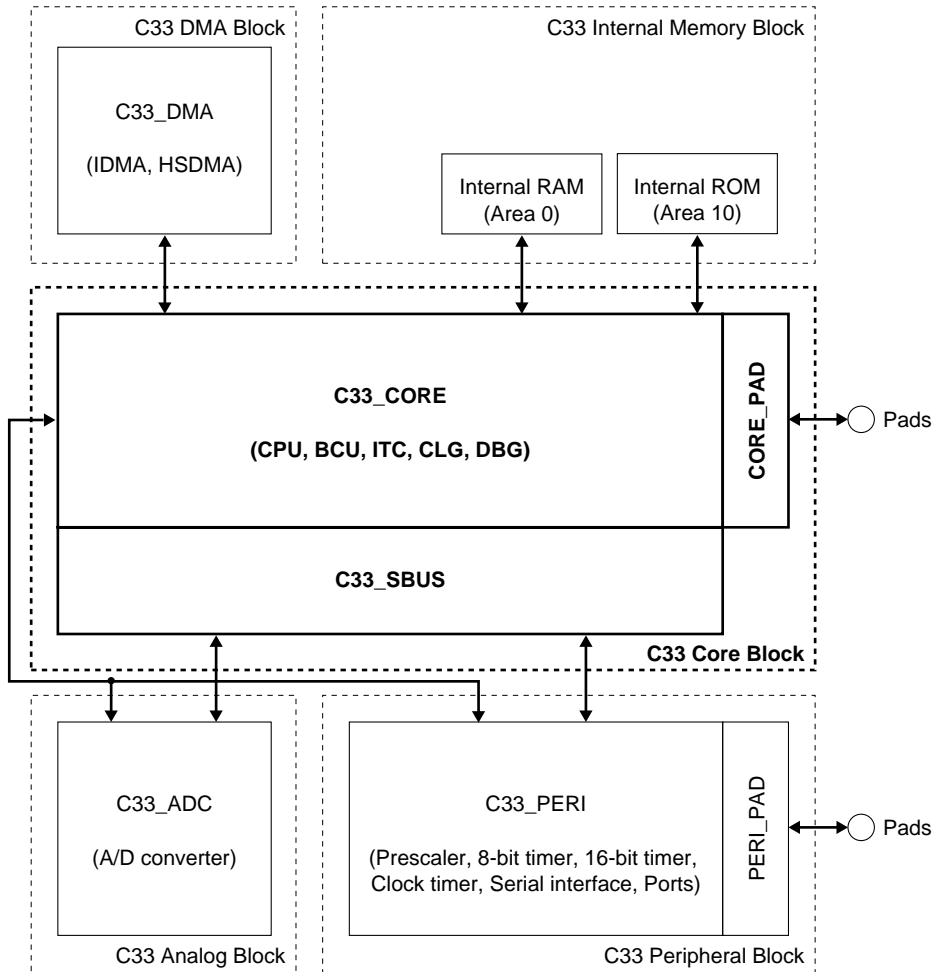 C33 DMA Block
C33 Internal Memory Block
C33_DMA
(IDMA, HSDMA)
Internal RAM
(Area 0)
Internal ROM
(Area 10)
C33_CORE
(CPU, BCU, ITC, CLG, DBG)
CORE_PAD
Pads
C33_SBUS
C33 Core Block
C33_ADC
(A/D converter)
C33_PERI
(Prescaler, 8-bit timer, 16-bit timer,
Clock timer, Serial interface, Ports)
PERI_PAD
Pads
C33 Analog Block
C33 Peripheral Block